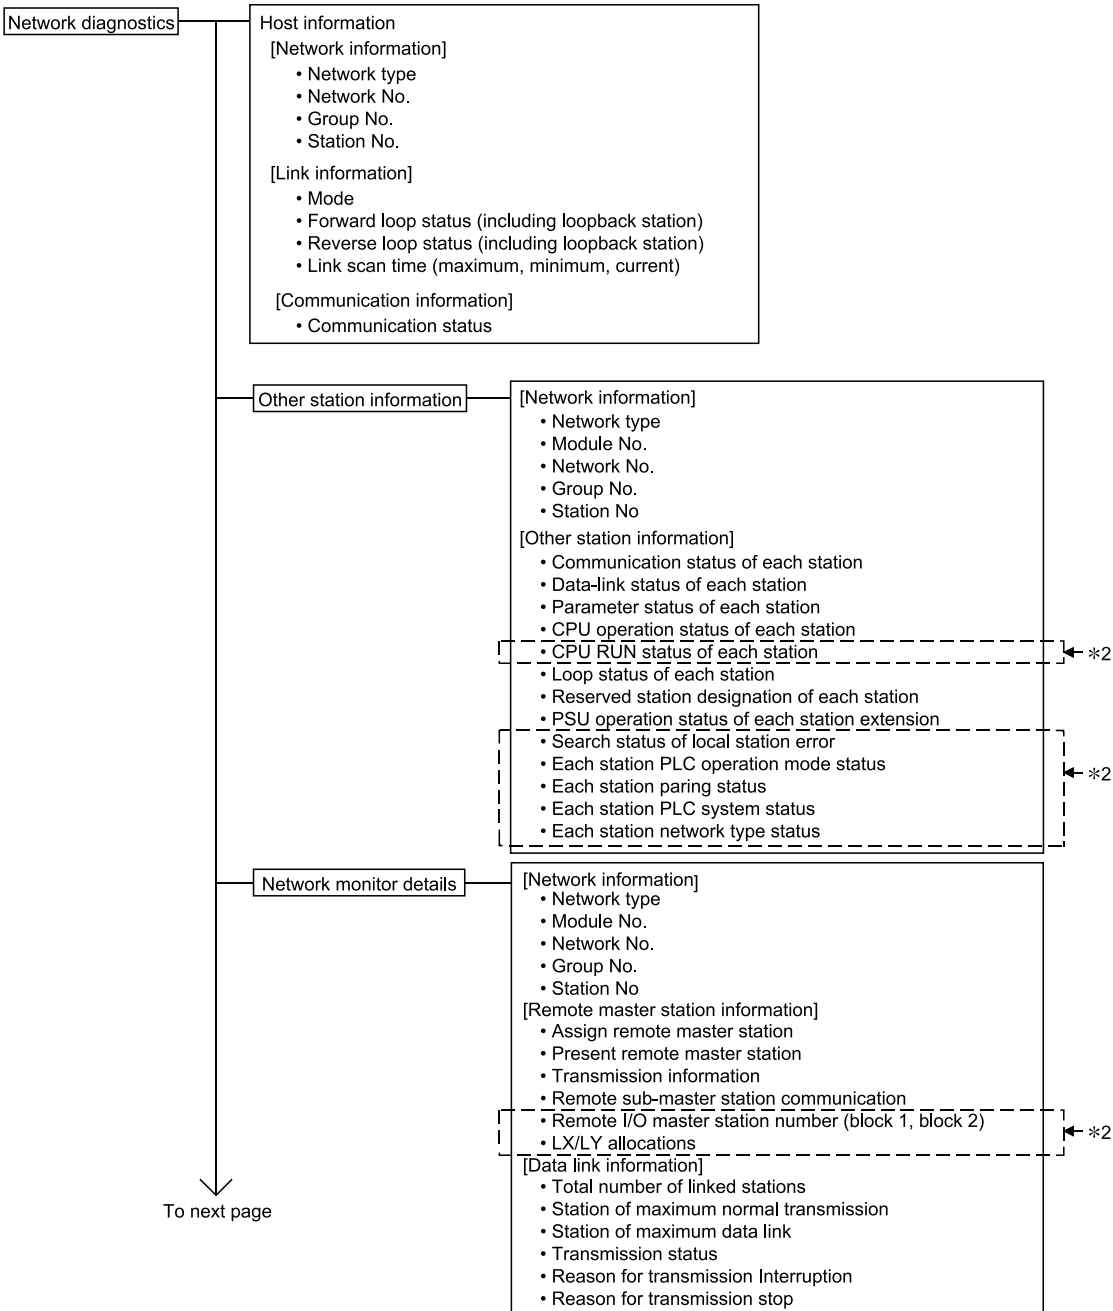 Network diagnostics
Host information
[Network information]
• Network type
• Network No.
• Group No.
• Station No.
[Link information]
• Mode
• Forward loop status (including loopback station)
• Reverse loop status (including loopback station)
• Link scan time (maximum, minimum, current)
[Communication information]
• Communication status
Other station information
[Network information]
• Network type
• Module No.
• Network No.
• Group No.
• Station No
[Other station information]
• Communication status of each station
• Data-link status of each station
• Parameter status of each station
• CPU operation status of each station
• CPU RUN status of each station
*2
• Loop status of each station
• Reserved station designation of each station
• PSU operation status of each station extension
• Search status of local station error
• Each station PLC operation mode status
*2
• Each station paring status
• Each station PLC system status
• Each station network type status
Network monitor details
[Network information]
• Network type
• Module No.
• Network No.
• Group No.
• Station No
[Remote master station information]
• Assign remote master station
• Present remote master station
• Transmission information
• Remote sub-master station communication
• Remote I/O master station number (block 1, block 2)
*2
• LX/LY allocations
[Data link information]
• Total number of linked stations
• Station of maximum normal transmission
• Station of maximum data link
• Transmission status
• Reason for transmission Interruption
• Reason for transmission stop
To next page